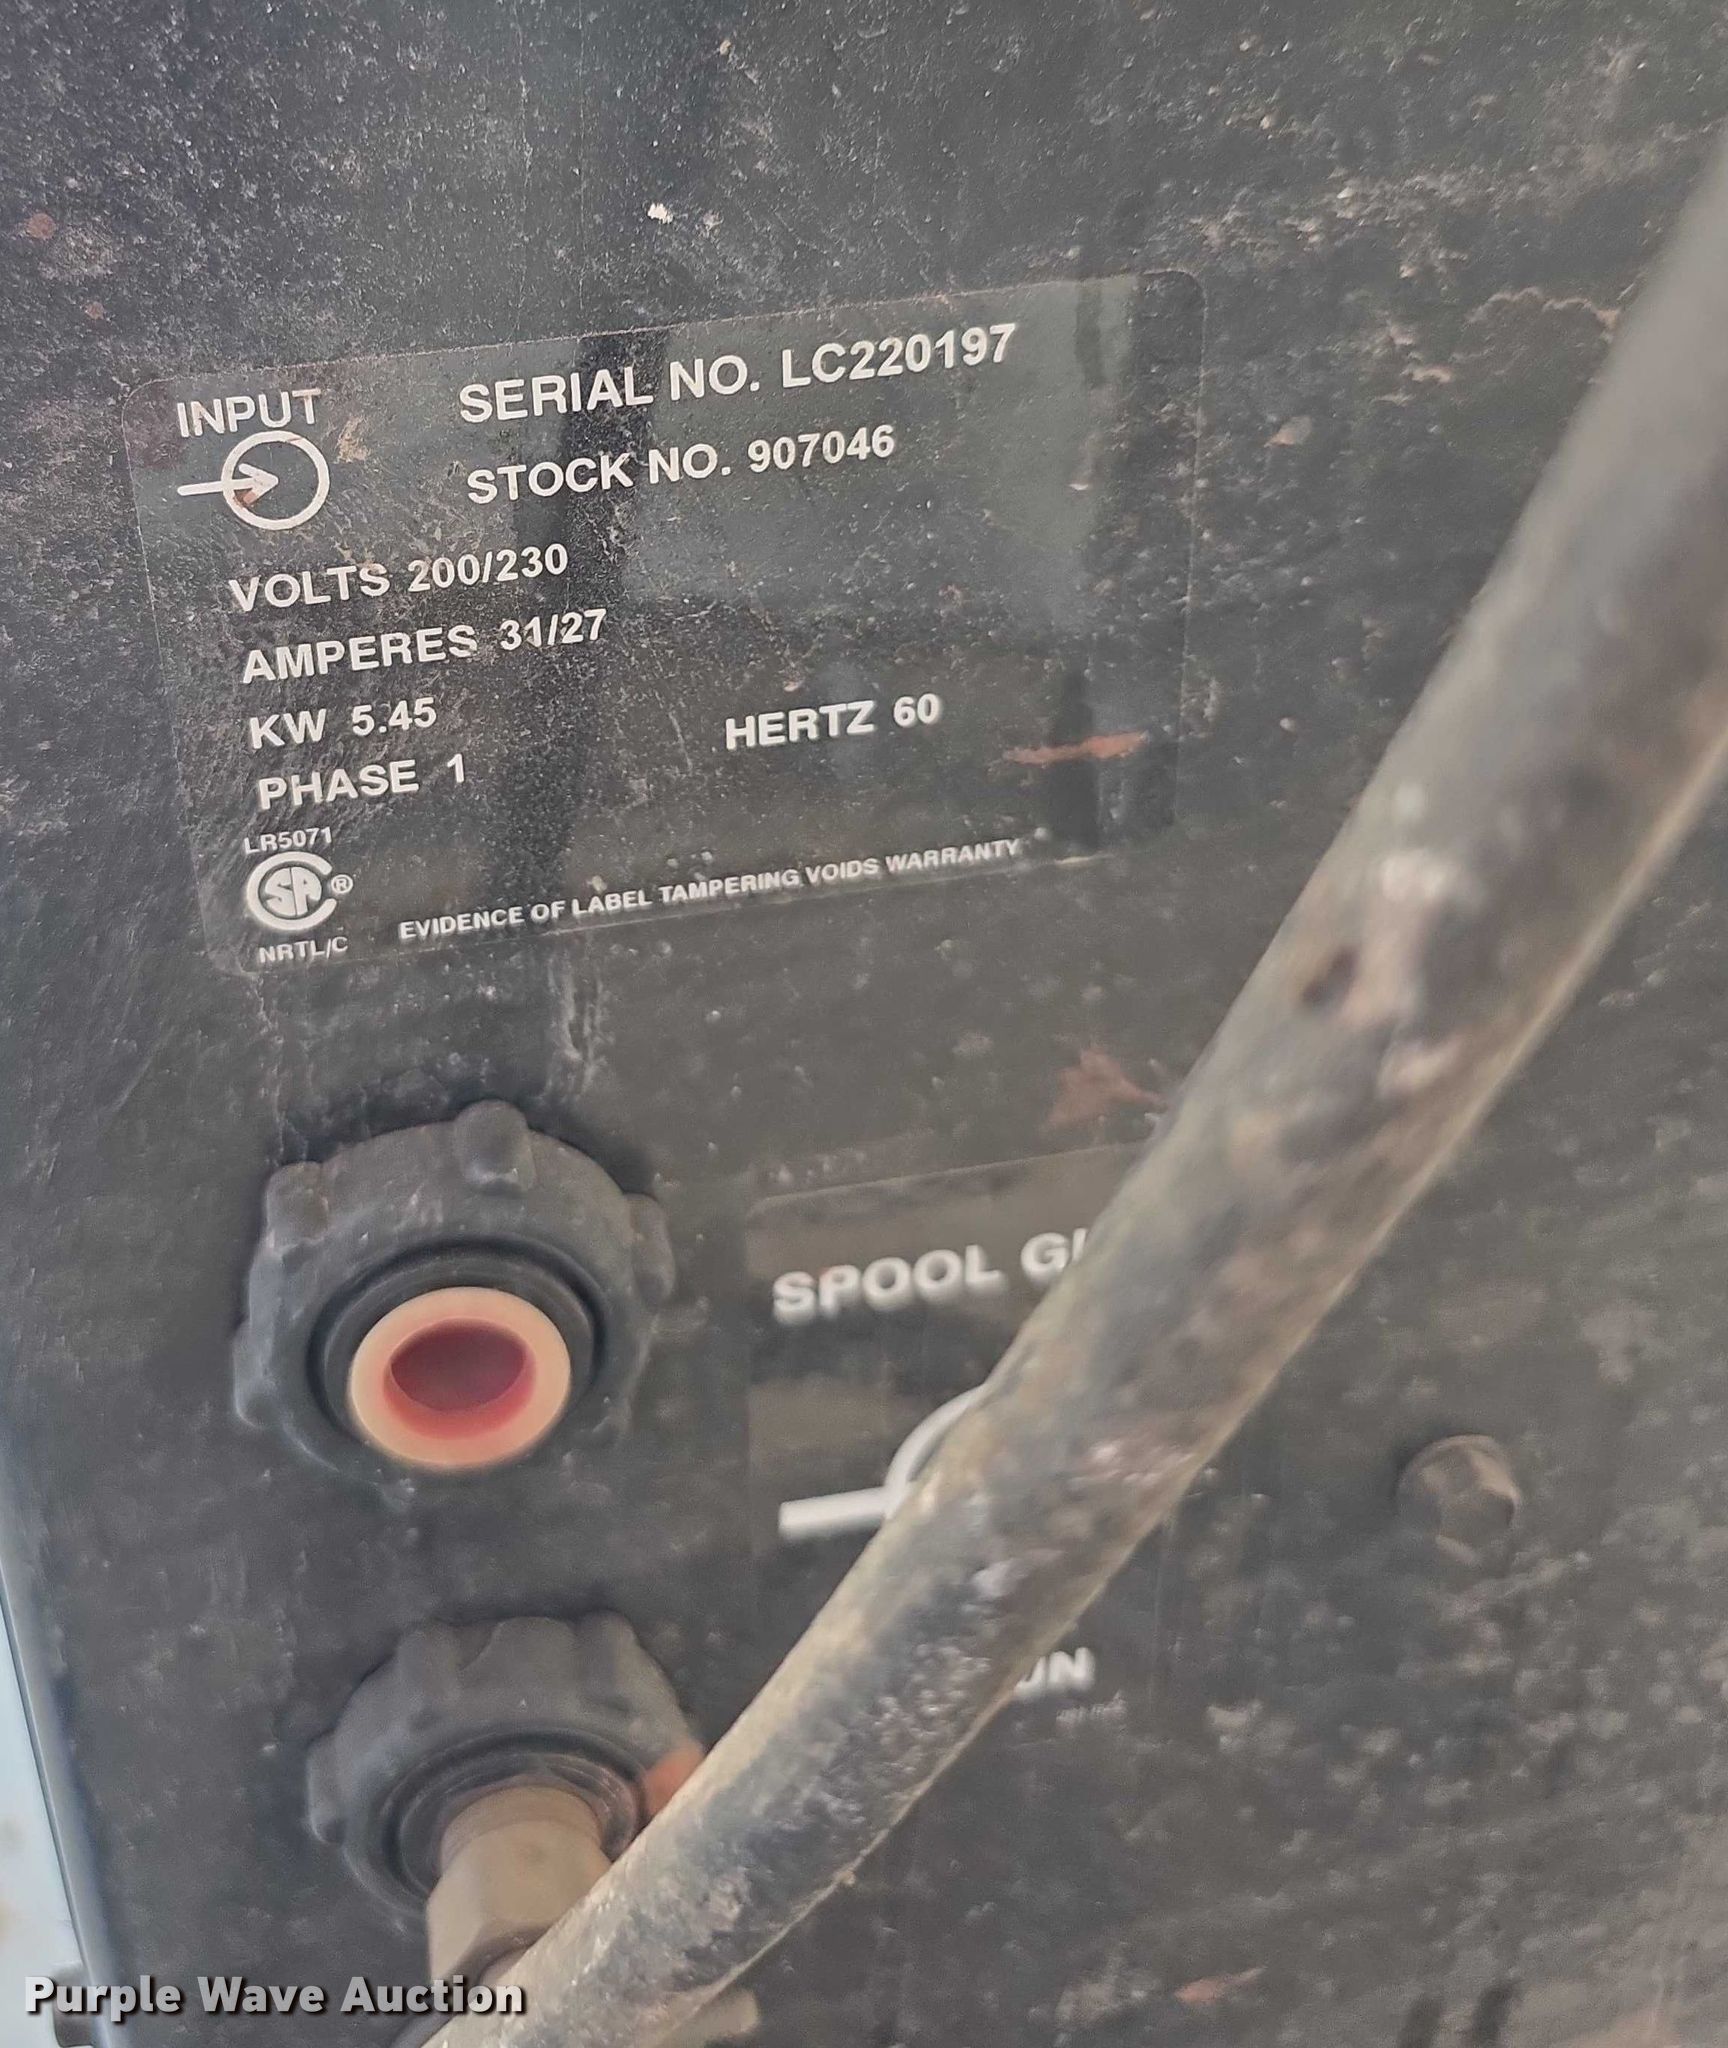 INPUT
SERIAL NO. LC220197
STOCK NO. 907046
VOLTS 200/230
AMPERES 31/27
KW 5.45
HERTZ 60
PHASE 1
LR5071
SA®
NRTL/C
EVIDENCE OF LABEL TAMPERING VOIDS WARRANTY
SPOOL
Purple Wave Auction